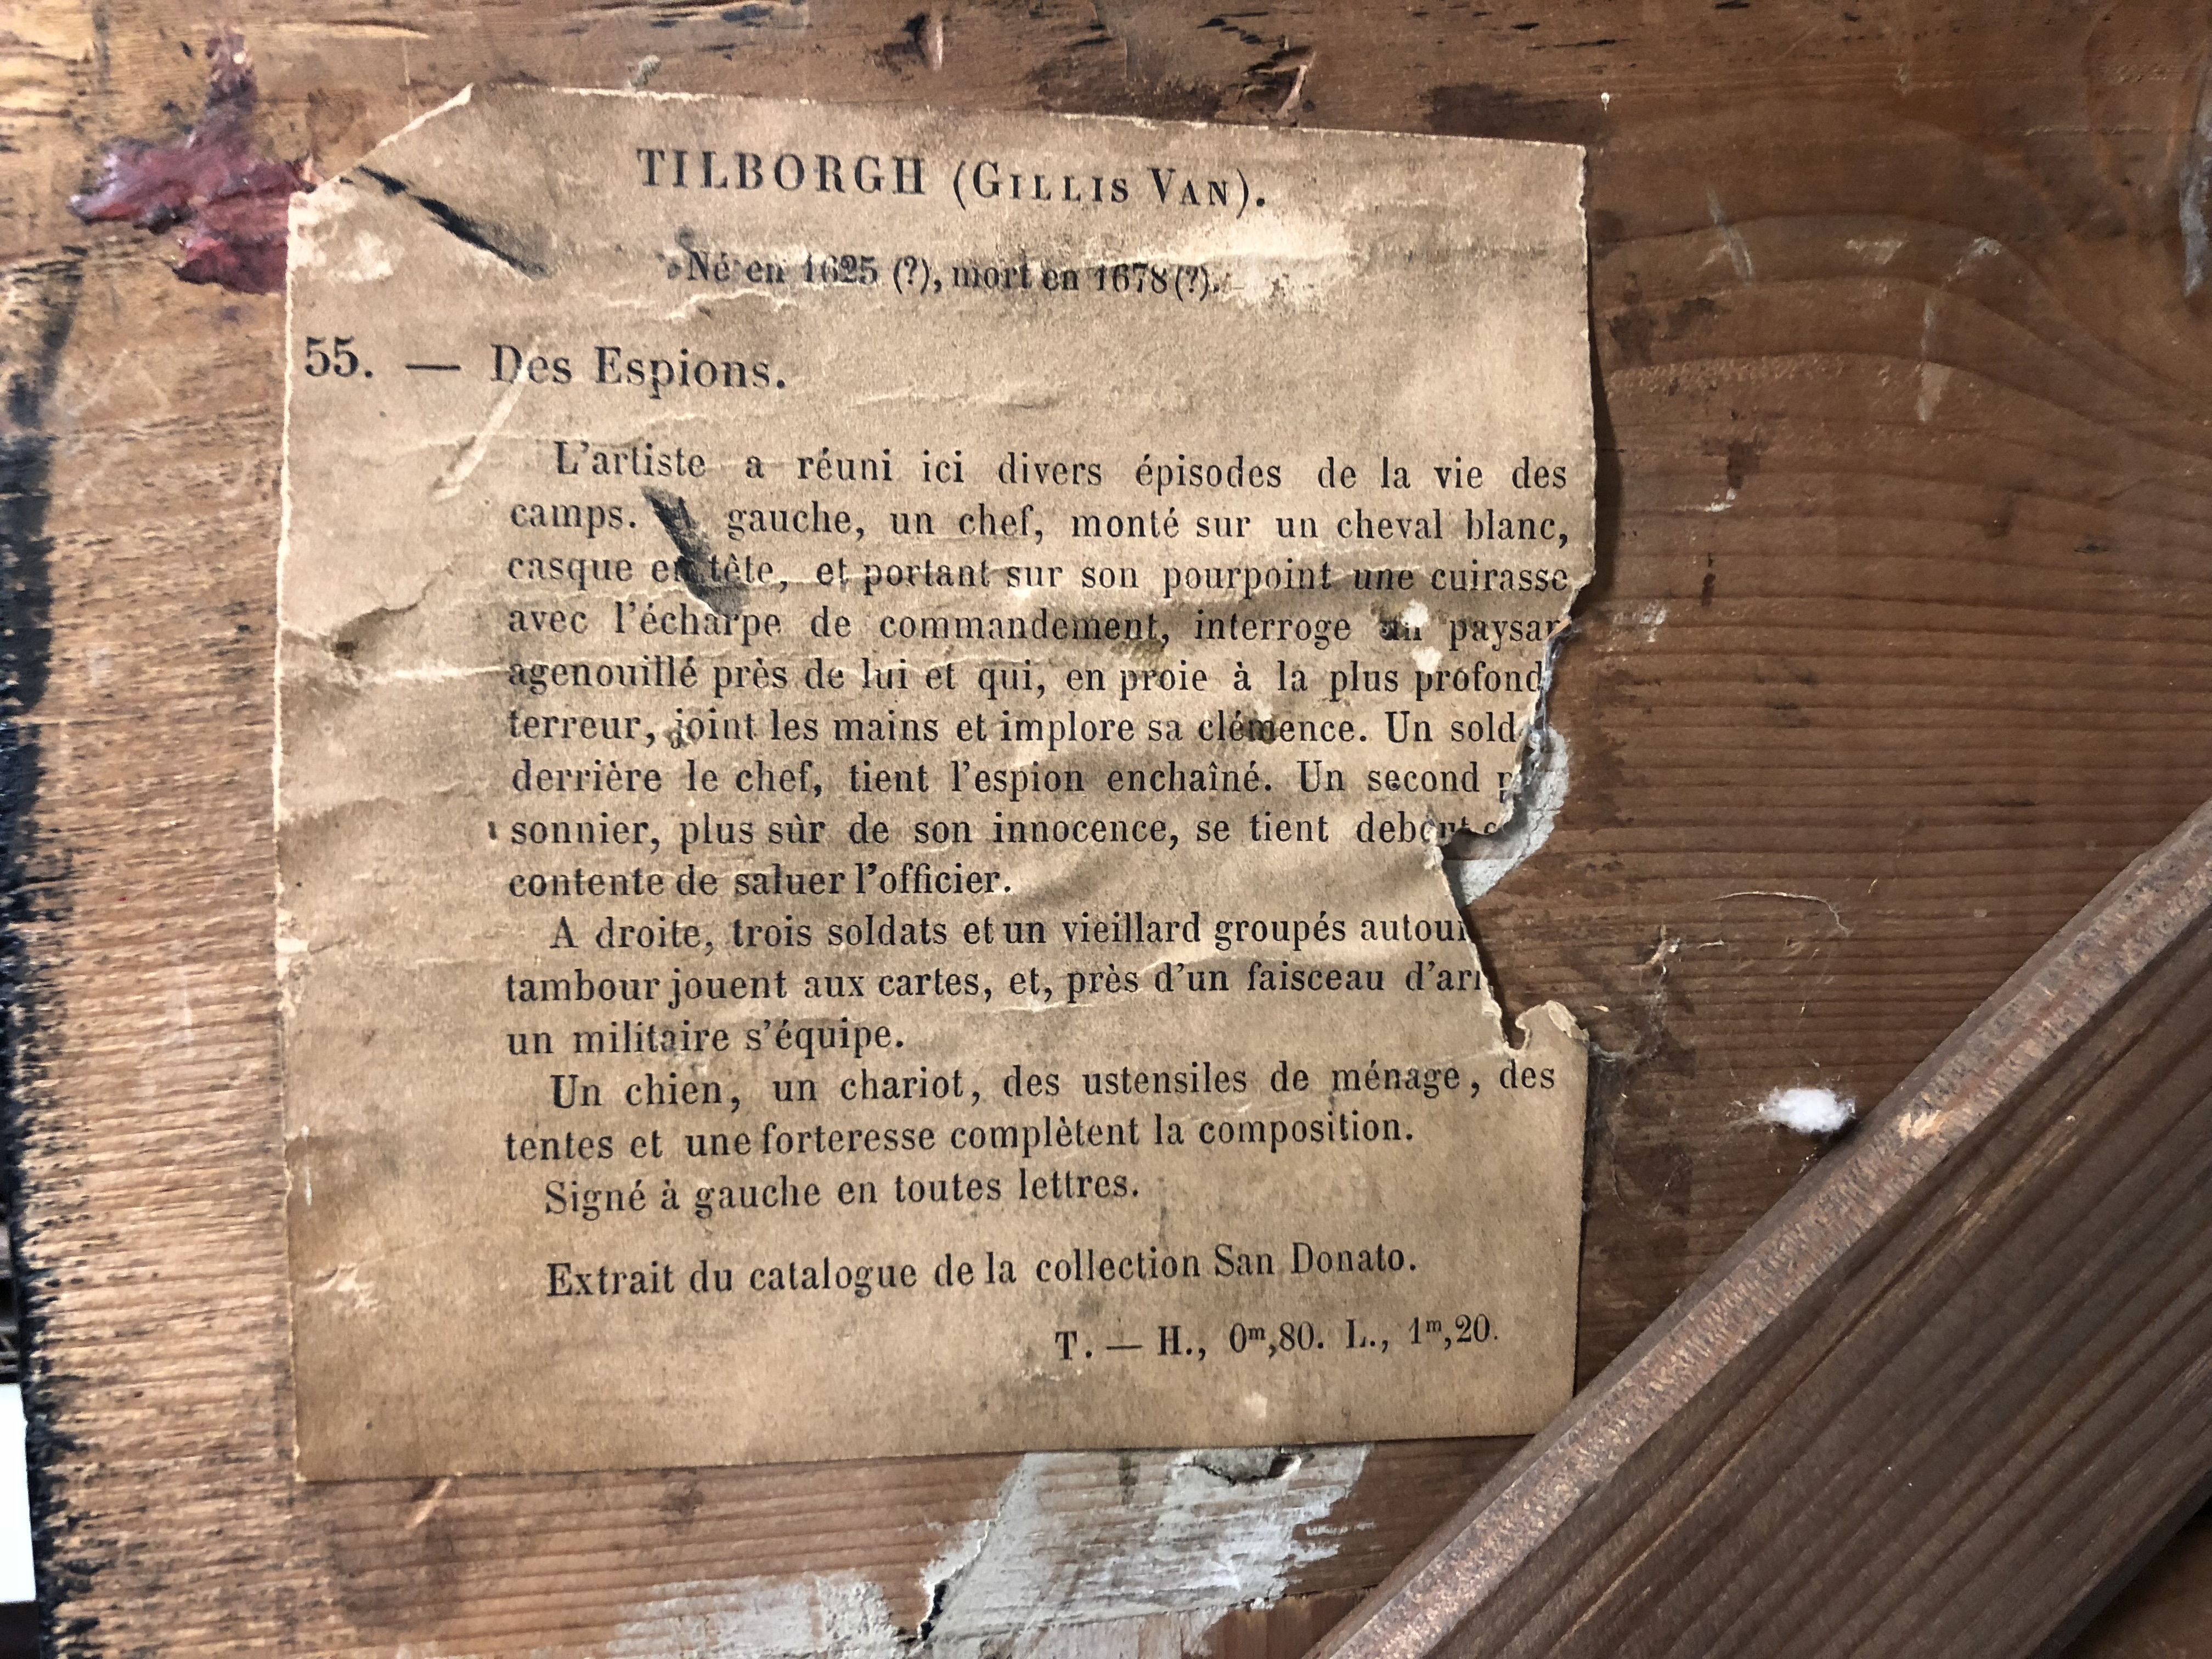 TILBORGH (GILLIS VAN).
Né en 1625 (?), mort en 1678 (?).
55. — Des Espions.
L'artiste a réuni ici divers épisodes de la vie des
camps. A gauche, un chef, monté sur un cheval blanc,
casque en tête, et portant sur son pourpoint une cuirasse
avec l'écharpe de commandement, interroge un paysan
agenouillé près de lui et qui, en proie à la plus profond
terreur, joint les mains et implore sa clémence. Un sold
derrière le chef, tient l'espion enchaîné. Un second
sonnier, plus sûr de son innocence, se tient debout
contente de saluer l'officier.
A droite, trois soldats et un vieillard groupés autour
tambour jouent aux cartes, et, près d'un faisceau
un militaire s'équipe.
Un chien, un chariot, des ustensiles de ménage, des
tentes et une forteresse complètent la composition.
Signé à gauche en toutes lettres.
Extrait du catalogue de la collection San Donato.
T. — H., 0m,80. L., 1m,20.